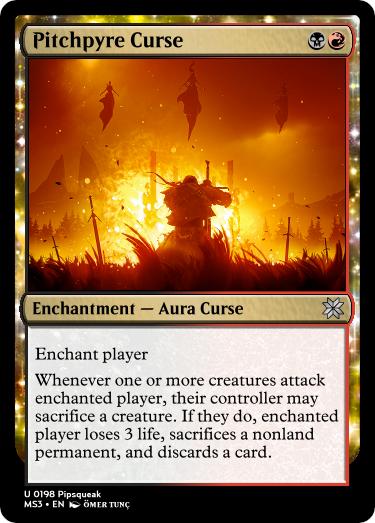 Pitchpyre Curse
Enchantment — Aura Curse
Enchant player
Whenever one or more creatures attack
enchanted player, their controller may
sacrifice a creature. If they do, enchanted
player loses 3 life, sacrifices a nonland
permanent, and discards a card.
U 0198 Pipsqueak
MS3 • EN ÖMER TUNÇ